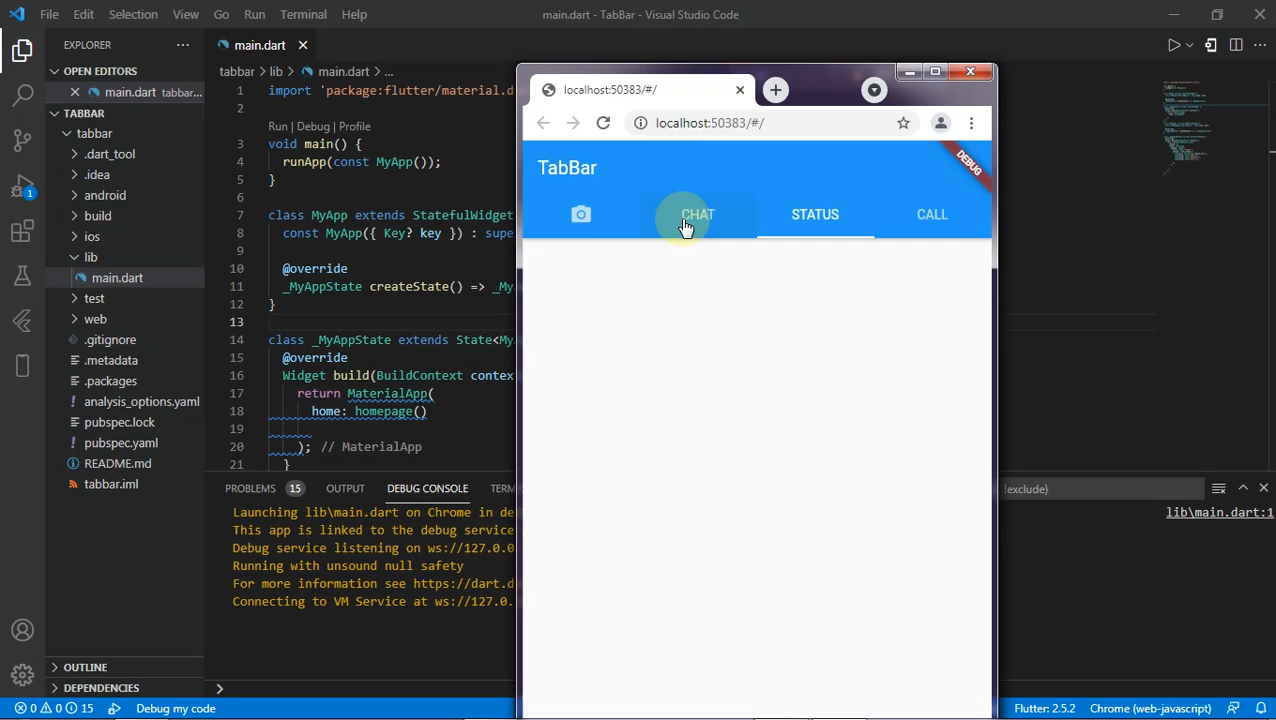 File Edit Selection View Go Run Terminal Help
main.dart - TabBar - Visual Studio Code
EXPLORER
OPEN EDITORS
main.dart tabbar...
TABBAR
tabbar
.dart_tool
.idea
android
build
ios
lib
main.dart
test
web
.gitignore
.metadata
.packages
analysis_options.yaml
pubspec.lock
pubspec.yaml
README.md
tabbar.iml
OUTLINE
DEPENDENCIES
1
main.dart
tabbar > lib > main.dart > ...
1 import 'package:flutter/material.d
Run | Debug | Profile
3 void main() {
4 runApp(const MyApp());
5 }
6
7 class MyApp extends StatefulWidget
8 const MyApp({ Key? key }) : supe
9
10 @override
11 _MyAppState createState() => _My
12 }
13
14 class _MyAppState extends State<My
15 @override
16 Widget build(BuildContext contex
17 return MaterialApp(
18 home: homepage()
19
20 ); // MaterialApp
21 }
PROBLEMS 15 OUTPUT DEBUG CONSOLE TERM
!exclude)
Launching lib\main.dart on Chrome in de
lib\main.dart:1
This app is linked to the debug service
Debug service listening on ws://127.0.0
Running with unsound null safety
For more information see https://dart.d
Connecting to VM Service at ws://127.0.
localhost:50383/#/
localhost:50383/#/
TabBar
DEBUG
CHAT STATUS CALL
0 0 15 Debug my code
Flutter: 2.5.2 Chrome (web-javascript)